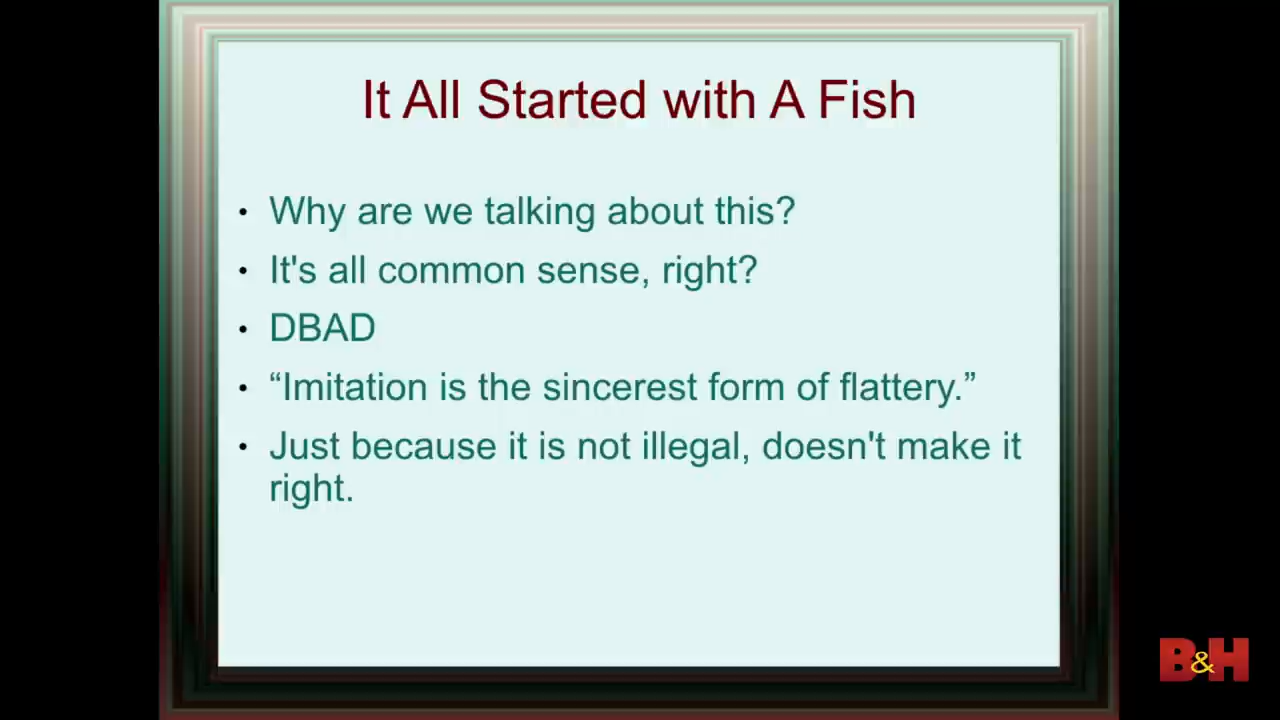 It All Started with A Fish
• Why are we talking about this?
• It's all common sense, right?
• DBAD
• “Imitation is the sincerest form of flattery.”
• Just because it is not illegal, doesn't make it
right.
B&H